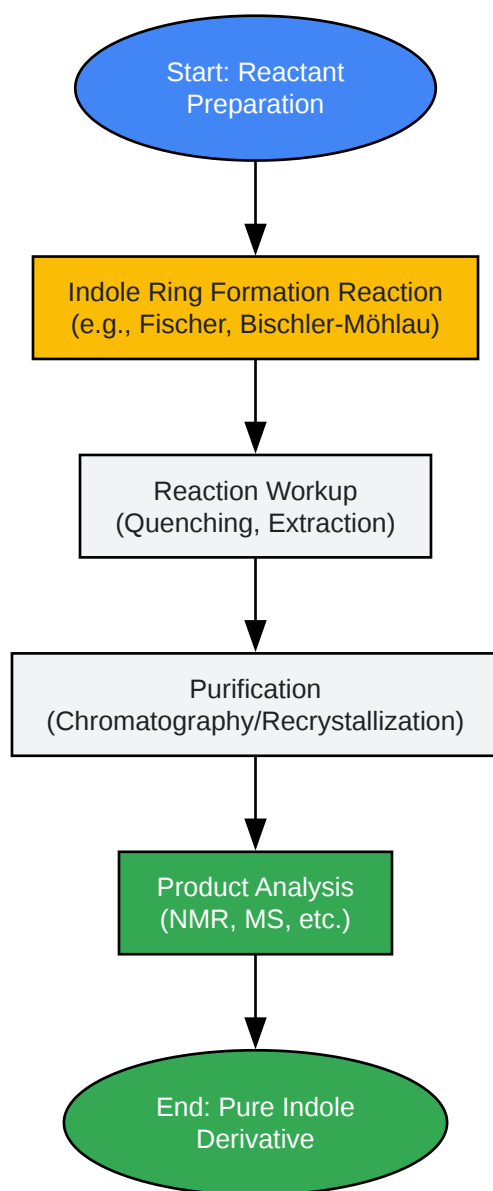 Start: Reactant
Preparation
Indole Ring Formation Reaction
(e.g., Fischer, Bischler-Möhlau)
Reaction Workup
(Quenching, Extraction)
Purification
(Chromatography/Recrystallization)
Product Analysis
(NMR, MS, etc.)
End: Pure Indole
Derivative